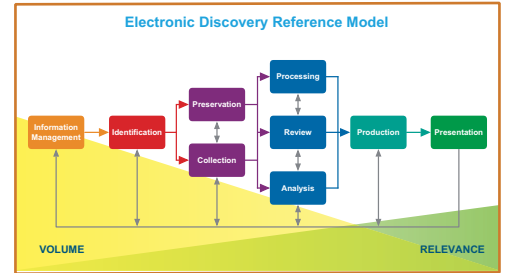 Electronic Discovery Reference Model
Information
Management
Identification
Preservation
Collection
Processing
Review
Analysis
Production
Presentation
VOLUME
RELEVANCE